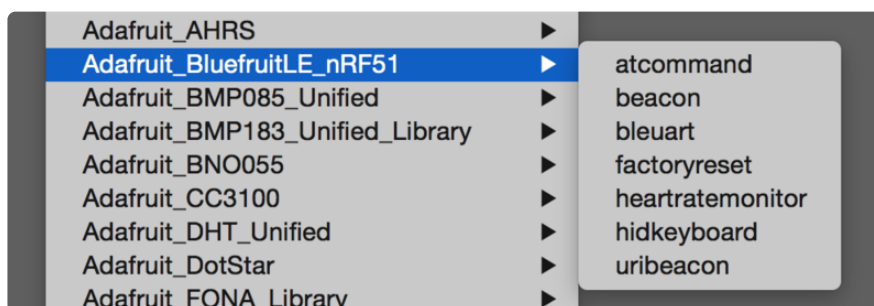 Adafruit_AHRS
Adafruit_BluefruitLE_nRF51
Adafruit_BMP085_Unified
Adafruit_BMP183_Unified_Library
Adafruit_BNO055
Adafruit_CC3100
Adafruit_DHT_Unified
Adafruit_DotStar
Adafruit_FONA_Library
atcommand
beacon
bleuart
factoryreset
heartratemonitor
hidkeyboard
uribeacon